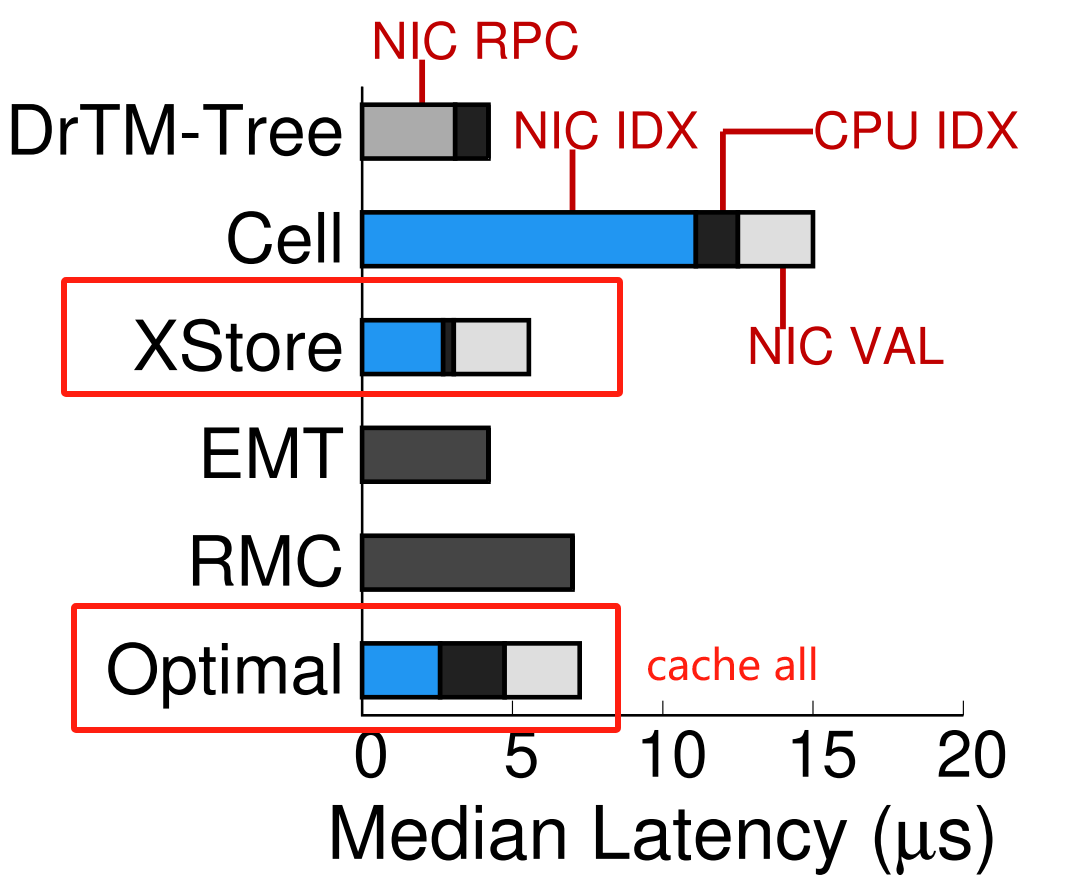 NIC RPC
DrTM-Tree
NIC IDX
CPU IDX
Cell
XStore
NIC VAL
EMT
RMC
Optimal
cache all
0 5 10 15 20
Median Latency (μs)